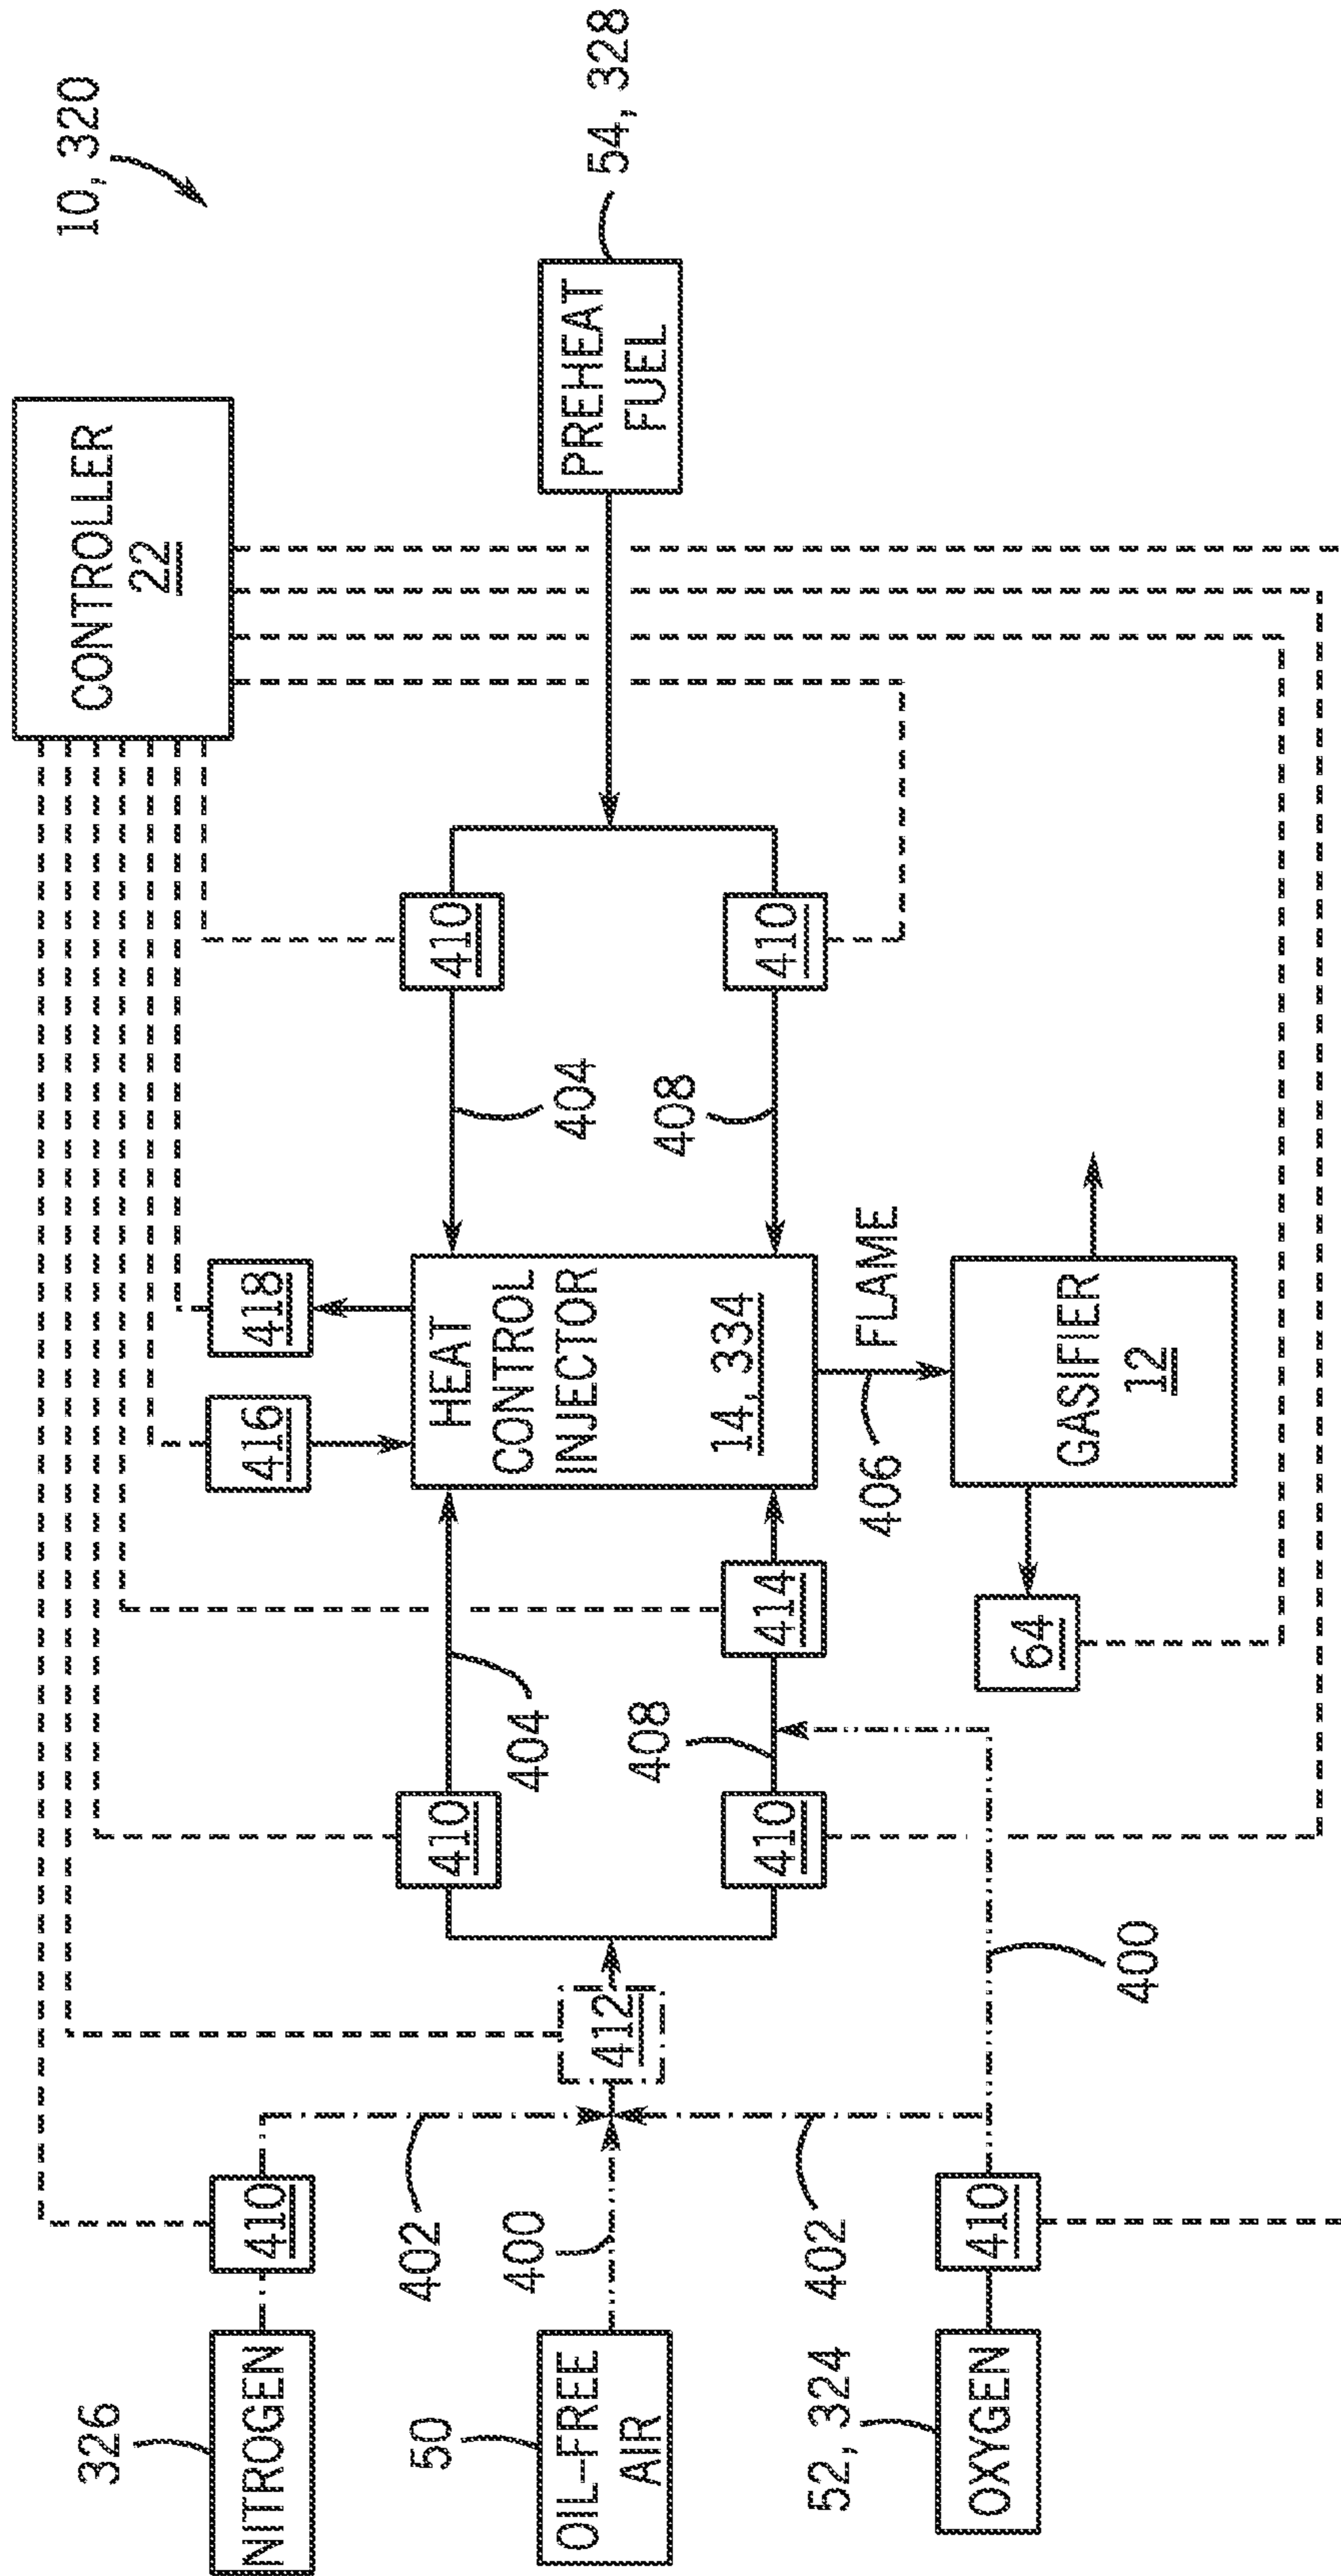 10, 320
CONTROLLER
22
326
NITROGEN
410
402
50
OIL-FREE
AIR
400
412
52, 324
OXYGEN
410
402
400
410
404
410
408
414
416
418
HEAT
CONTROL
INJECTOR
14, 334
404
410
408
410
PREHEAT
FUEL
54, 328
406
FLAME
GASIFIER
12
64